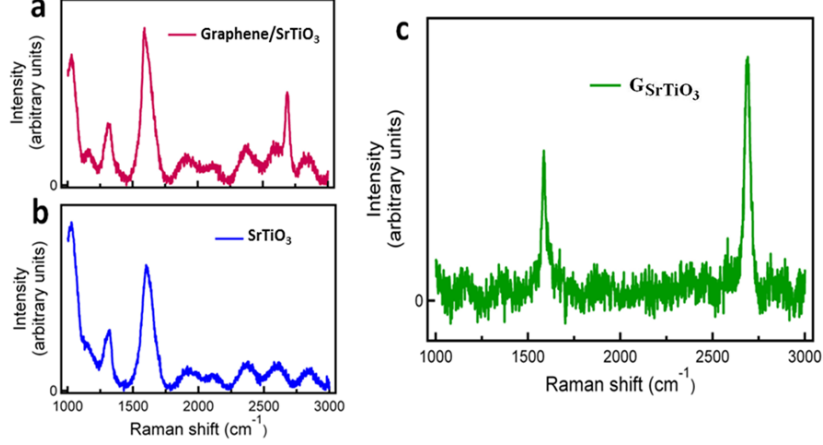 a
Graphene/SrTiO₃
Intensity
(arbitrary units)
0
b
SrTiO₃
Intensity
(arbitrary units)
0
1000 1500 2000 2500 3000
Raman shift (cm⁻¹)
c
G_SrTiO₃
Intensity
(arbitrary units)
0
1000 1500 2000 2500 3000
Raman shift (cm⁻¹)